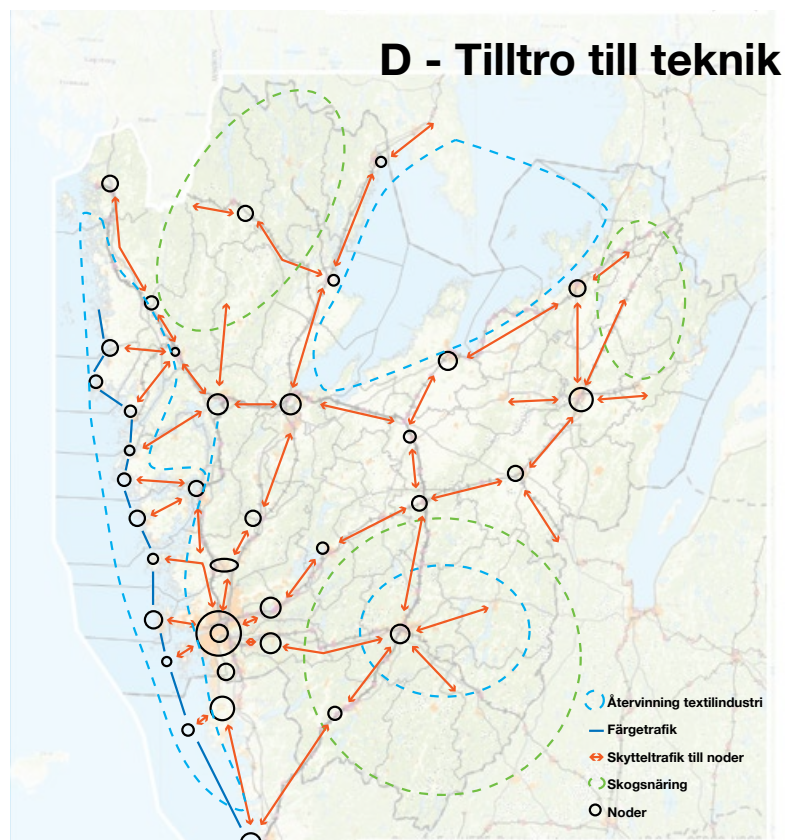 D - Tilltro till teknik
Återvinning textilindustri
Färgetrafik
Skytteltrafik till noder
Skogsnäring
Noder